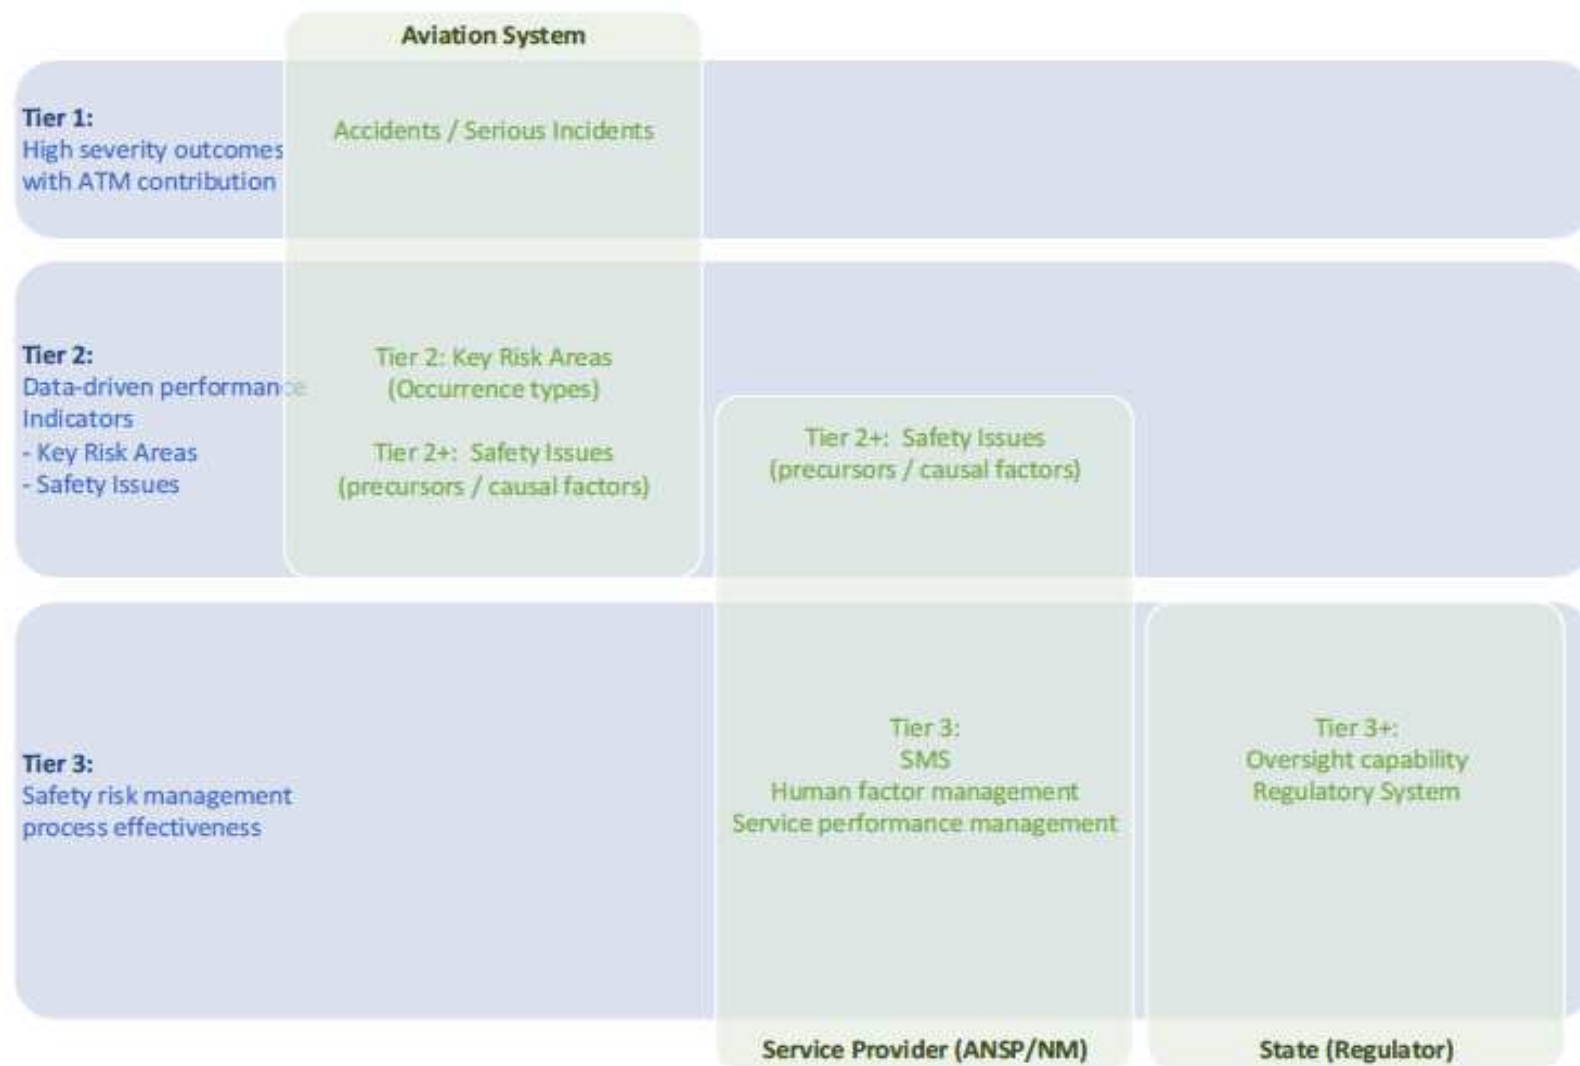 Aviation System
Tier 1:
High severity outcomes
with ATM contribution
Accidents / Serious Incidents
Tier 2:
Data-driven performance
Indicators
- Key Risk Areas
- Safety Issues
Tier 2: Key Risk Areas
(Occurrence types)
Tier 2+: Safety Issues
(precursors / causal factors)
Tier 2+: Safety Issues
(precursors / causal factors)
Tier 3:
Safety risk management
process effectiveness
Tier 3:
SMS
Human factor management
Service performance management
Tier 3+:
Oversight capability
Regulatory System
Service Provider (ANSP/NM)
State (Regulator)